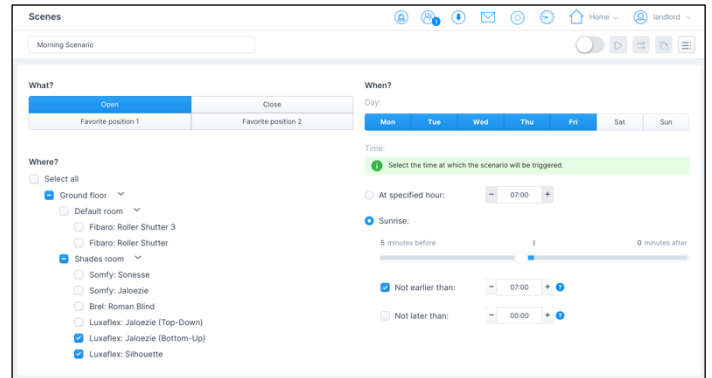 Scenes
Home
landlord
Morning Scenario
What?
Open
Close
Favorite position 1
Favorite position 2
Where?
Select all
Ground floor
Default room
Fibaro: Roller Shutter 3
Fibaro: Roller Shutter
Shades room
Somfy: Sonesse
Somfy: Jaloezie
Brel: Roman Blind
Luxaflex: Jaloezie (Top-Down)
Luxaflex: Jaloezie (Bottom-Up)
Luxaflex: Silhouette
When?
Day:
Mon Tue Wed Thu Fri Sat Sun
Time:
Select the time at which the scenario will be triggered.
At specified hour: − 07:00 +
Sunrise:
5 minutes before 0 minutes after
Not earlier than: − 07:00 + ?
Not later than: − 00:00 + ?